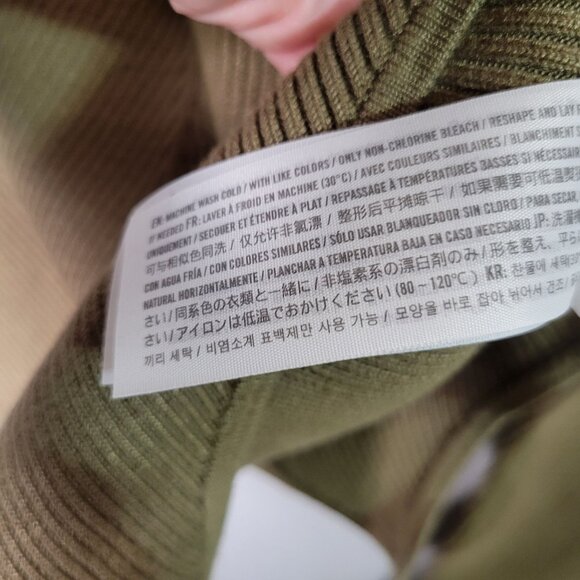 EN: MACHINE WASH COLD / WITH LIKE COLORS / ONLY NON-CHLORINE BLEACH / RESHAPE AND LAY
IF NEEDED FR: LAVER À FROID EN MACHINE (30°C) / AVEC COULEURS SIMILAIRES / BLANCHIMENT
UNIQUEMENT / SECOUER ET ÉTENDRE À PLAT / REPASSAGE À TEMPÉRATURES BASSES SI NÉCESSAIRE
可与相似色同洗 / 仅允许非氯漂 / 整形后平摊晾干 / 如果需要可低温熨
CON AGUA FRÍA / CON COLORES SIMILARES / SÓLO USAR BLANQUEADOR SIN CLORO / PARA SECAR,
NATURAL HORIZONTALMENTE / PLANCHAR A TEMPERATURA BAJA EN CASO NECESARIO JP: 洗濯
さい / 同系色の衣類と一緒に / 非塩素系の漂白剤のみ / 形を整え、平ら
さい / アイロンは低温でおかけください (80~120℃) KR: 찬물에 세탁
끼리 세탁 / 비염소계 표백제만 사용 가능 / 모양을 바로 잡아 뉘어서 건조